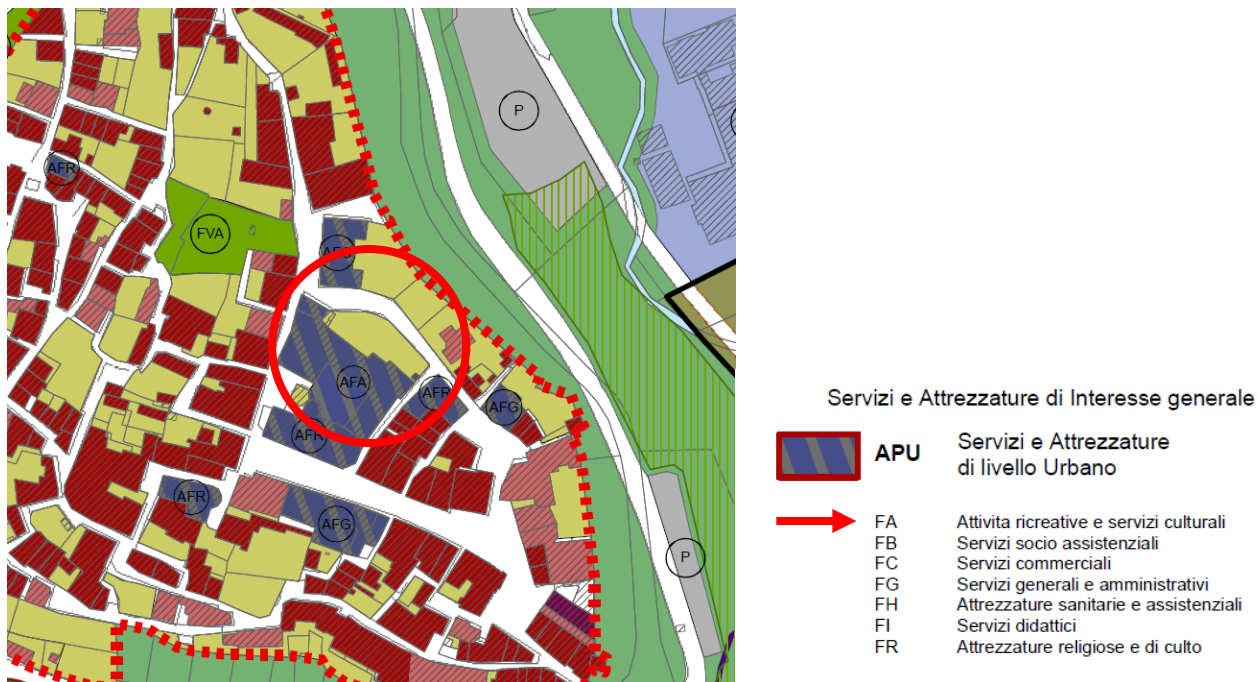 P
AFR
FVA
AFA
AFR
AFG
AFR
AFR
AFG
P
Servizi e Attrezzature di Interesse generale
APU Servizi e Attrezzature
di livello Urbano
FA Attivita ricreative e servizi culturali
FB Servizi socio assistenziali
FC Servizi commerciali
FG Servizi generali e amministrativi
FH Attrezzature sanitarie e assistenziali
FI Servizi didattici
FR Attrezzature religiose e di culto